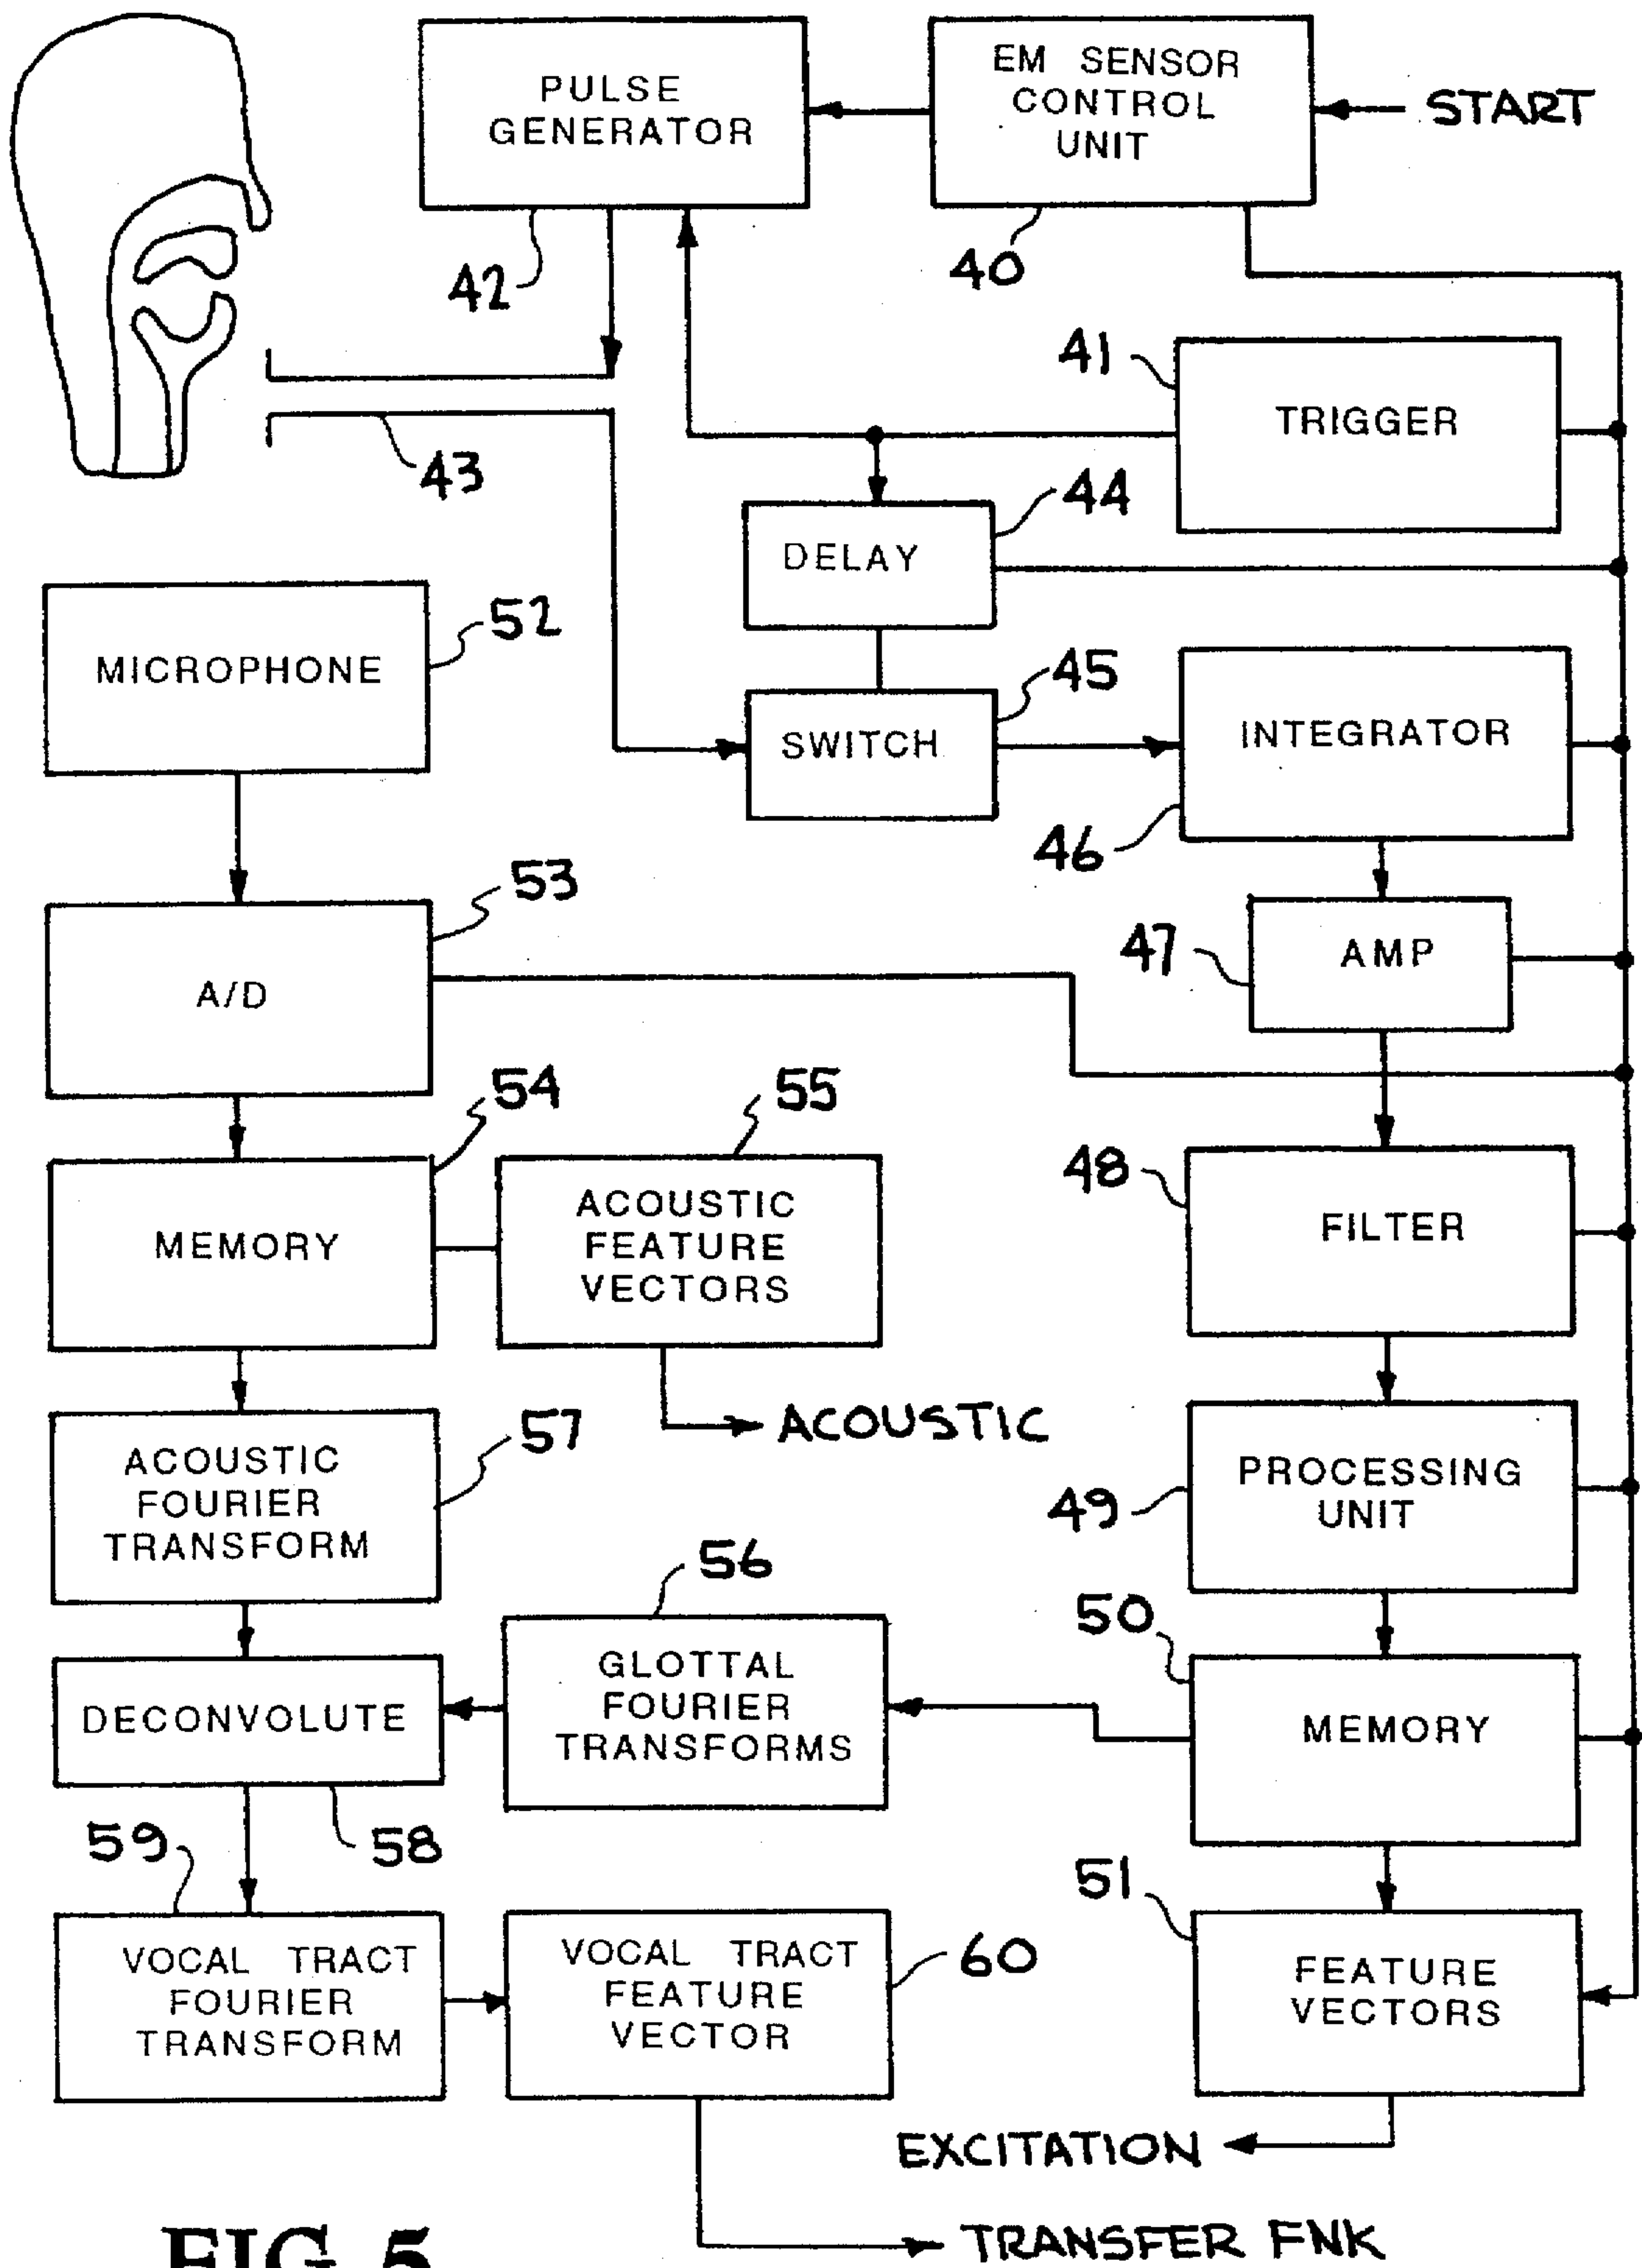 PULSE
GENERATOR
EM SENSOR
CONTROL
UNIT
START
42
40
41
TRIGGER
43
44
DELAY
MICROPHONE
52
45
SWITCH
INTEGRATOR
46
53
A/D
47
AMP
54
55
MEMORY
ACOUSTIC
FEATURE
VECTORS
48
FILTER
ACOUSTIC
57
ACOUSTIC
FOURIER
TRANSFORM
49
PROCESSING
UNIT
56
GLOTTAL
FOURIER
TRANSFORMS
50
MEMORY
DECONVOLUTE
58
59
51
VOCAL TRACT
FOURIER
TRANSFORM
VOCAL TRACT
FEATURE
VECTOR
60
FEATURE
VECTORS
EXCITATION
TRANSFER FNK
FIG. 5